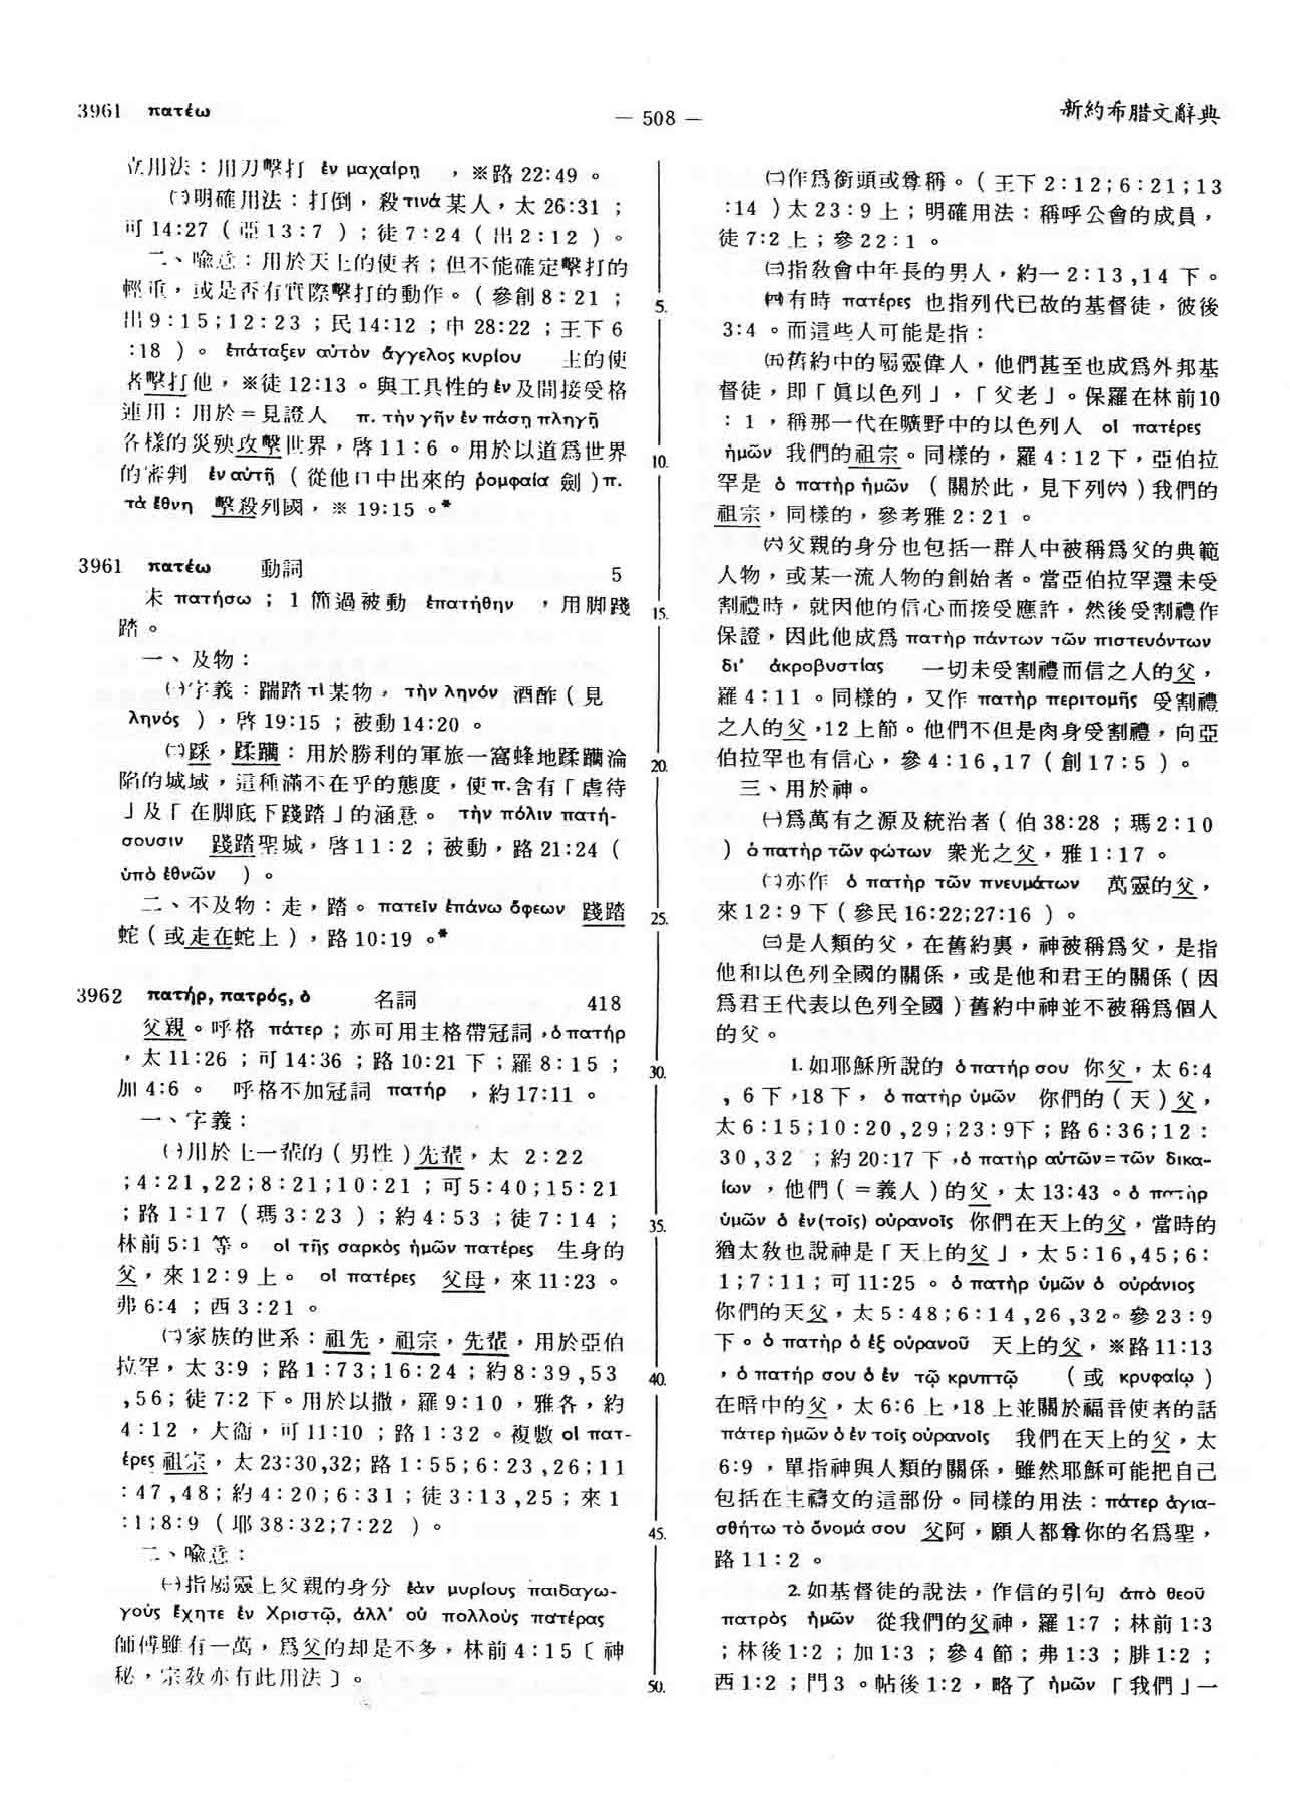 3961 πατέω
— 508 —
新約希腊文辭典
立用法：用刀擊打 ἐν μαχαίρῃ ，※路 22:49 。
㈡明確用法：打倒，殺 τινά 某人，太 26:31 ；
可 14:27 ( 亞 13:7 ) ；徒 7:24 ( 出 2:12 ) 。
二、喻意：用於天上的使者；但不能確定擊打的
輕重，或是否有實際擊打的動作。( 參創 8：21 ；
出 9：15；12：23 ；民 14:12 ；申 28:22 ；王下 6
:18 ) 。 ἐπάταξεν αὐτὸν ἄγγελος κυρίου 主的使
者擊打他，※徒 12:13 。與工具性的 ἐν 及間接受格
連用：用於＝見證人 π. τὴν γῆν ἐν πάσῃ πληγῇ
各樣的災殃攻擊世界，啓 11：6 。用於以道爲世界
的審判 ἐν αὐτῇ ( 從他口中出來的 ῥομφαία 劍 ) π.
τὰ ἔθνη 擊殺列國，※ 19:15 。*
3961 πατέω 動詞 5
未 πατήσω ；1 簡過被動 ἐπατήθην ，用脚踐
踏。
一、及物：
㈠字義：踹踏 τὶ 某物，τὴν ληνόν 酒酢 ( 見
ληνός )，啓 19:15 ；被動 14:20 。
㈡踩，蹂躪：用於勝利的軍旅一窩蜂地蹂躪淪
陷的城域，這種滿不在乎的態度，使 π. 含有「虐待
」及「在脚底下踐踏」的涵意。 τὴν πόλιν πατή-
σουσιν 踐踏聖城，啓 11：2 ；被動，路 21:24 (
ὑπὸ ἐθνῶν ) 。
二、不及物：走，踏。πατεῖν ἐπάνω ὄφεων 踐踏
蛇 ( 或走在蛇上 )，路 10:19 。*
3962 πατήρ, πατρός, ὁ 名詞 418
父親。呼格 πάτερ ；亦可用主格帶冠詞，ὁ πατήρ
，太 11:26 ；可 14:36 ；路 10:21 下；羅 8：15 ；
加 4:6 。 呼格不加冠詞 πατήρ ，約 17:11 。
一、字義：
㈠用於上一輩的 ( 男性 ) 先輩，太 2：22
；4：21,22；8：21；10：21 ；可 5：40；15：21
；路 1：17 ( 瑪 3：23 ) ；約 4：53 ；徒 7：14 ；
林前 5:1 等。 οἱ τῆς σαρκὸς ἡμῶν πατέρες 生身的
父，來 12：9 上。 οἱ πατέρες 父母，來 11:23 。
弗 6:4 ；西 3：21 。
㈡家族的世系：祖先，祖宗，先輩，用於亞伯
拉罕，太 3:9 ；路 1：73；16：24 ；約 8：39,53
,56；徒 7:2 下。用於以撒，羅 9：10 ，雅各，約
4：12 ，大衞，可 11:10 ；路 1：32 。複數 οἱ πατ-
έρες 祖宗，太 23:30,32；路 1：55；6：23,26；11
:47,48；約 4：20；6：31 ；徒 3：13,25 ；來 1
:1；8：9 ( 耶 38：32；7：22 ) 。
二、喻意：
㈠指屬靈上父親的身分 ἐὰν μυρίους παιδαγω-
γοὺς ἔχητε ἐν Χριστῷ, ἀλλ' οὐ πολλοὺς πατέρας
師傅雖有一萬，爲父的却是不多，林前 4：15〔神
秘，宗敎亦有此用法〕。
5.
10.
15.
20.
25.
30.
35.
40.
45.
50.
㈡作爲銜頭或尊稱。( 王下 2：12；6：21；13
:14 ) 太 23：9 上；明確用法：稱呼公會的成員，
徒 7:2 上；參 22：1 。
㈢指敎會中年長的男人，約一 2：13,14 下。
㈣有時 πατέρες 也指列代已故的基督徒，彼後
3:4 。而這些人可能是指：
㈤舊約中的屬靈偉人，他們甚至也成爲外邦基
督徒，即「眞以色列」，「父老」。保羅在林前10
：1 ，稱那一代在曠野中的以色列人 οἱ πατέρες
ἡμῶν 我們的祖宗。同樣的，羅 4：12 下，亞伯拉
罕是 ὁ πατὴρ ἡμῶν ( 關於此，見下列㈥ ) 我們的
祖宗，同樣的，參考雅 2：21 。
㈥父親的身分也包括一群人中被稱爲父的典範
人物，或某一流人物的創始者。當亞伯拉罕還未受
割禮時，就因他的信心而接受應許，然後受割禮作
保證，因此他成爲 πατὴρ πάντων τῶν πιστευόντων
δι' ἀκροβυστίας 一切未受割禮而信之人的父，
羅 4：11 。同樣的，又作 πατὴρ περιτομῆς 受割禮
之人的父，12 上節。他們不但是肉身受割禮，向亞
伯拉罕也有信心，參 4：16,17 ( 創 17：5 ) 。
三、用於神。
㈠爲萬有之源及統治者 ( 伯 38:28 ；瑪 2：10
) ὁ πατὴρ τῶν φώτων 衆光之父，雅 1：17 。
㈡亦作 ὁ πατὴρ τῶν πνευμάτων 萬靈的父，
來 12：9 下 ( 參民 16:22;27:16 ) 。
㈢是人類的父，在舊約裏，神被稱爲父，是指
他和以色列全國的關係，或是他和君王的關係 ( 因
爲君王代表以色列全國 ) 舊約中神並不被稱爲個人
的父。
1. 如耶穌所說的 ὁ πατήρ σου 你父，太 6:4
，6 下，18 下， ὁ πατὴρ ὑμῶν 你們的 ( 天 ) 父，
太 6：15；10：20,29；23：9下；路 6：36；12：
30,32 ；約 20:17 下，ὁ πατὴρ αὐτῶν=τῶν δικα-
ίων ，他們 ( ＝義人 ) 的父，太 13:43 。ὁ πατὴρ
ὑμῶν ὁ ἐν(τοῖς) οὐρανοῖς 你們在天上的父，當時的
猶太敎也說神是「天上的父」，太 5：16,45；6：
1；7：11；可 11:25 。ὁ πατὴρ ὑμῶν ὁ οὐράνιος
你們的天父，太 5：48；6：14,26,32。參 23：9
下。ὁ πατὴρ ὁ ἐξ οὐρανοῦ 天上的父，※路 11:13
，ὁ πατήρ σου ὁ ἐν τῷ κρυπτῷ ( 或 κρυφαίῳ )
在暗中的父，太 6:6 上，18 上並關於福音使者的話
πάτερ ἡμῶν ὁ ἐν τοῖς οὐρανοῖς 我們在天上的父，太
6:9 ，單指神與人類的關係，雖然耶穌可能把自己
包括在主禱文的這部份。同樣的用法：πάτερ ἁγια-
σθήτω τὸ ὄνομά σου 父阿，願人都尊你的名爲聖，
路 11：2 。
2. 如基督徒的說法，作信的引句 ἀπὸ θεοῦ
πατρὸς ἡμῶν 從我們的父神，羅 1:7 ；林前 1:3
；林後 1:2 ；加 1:3 ；參 4 節；弗 1:3 ；腓 1:2 ；
西 1:2 ；門 3 。帖後 1:2，略了 ἡμῶν「我們」一